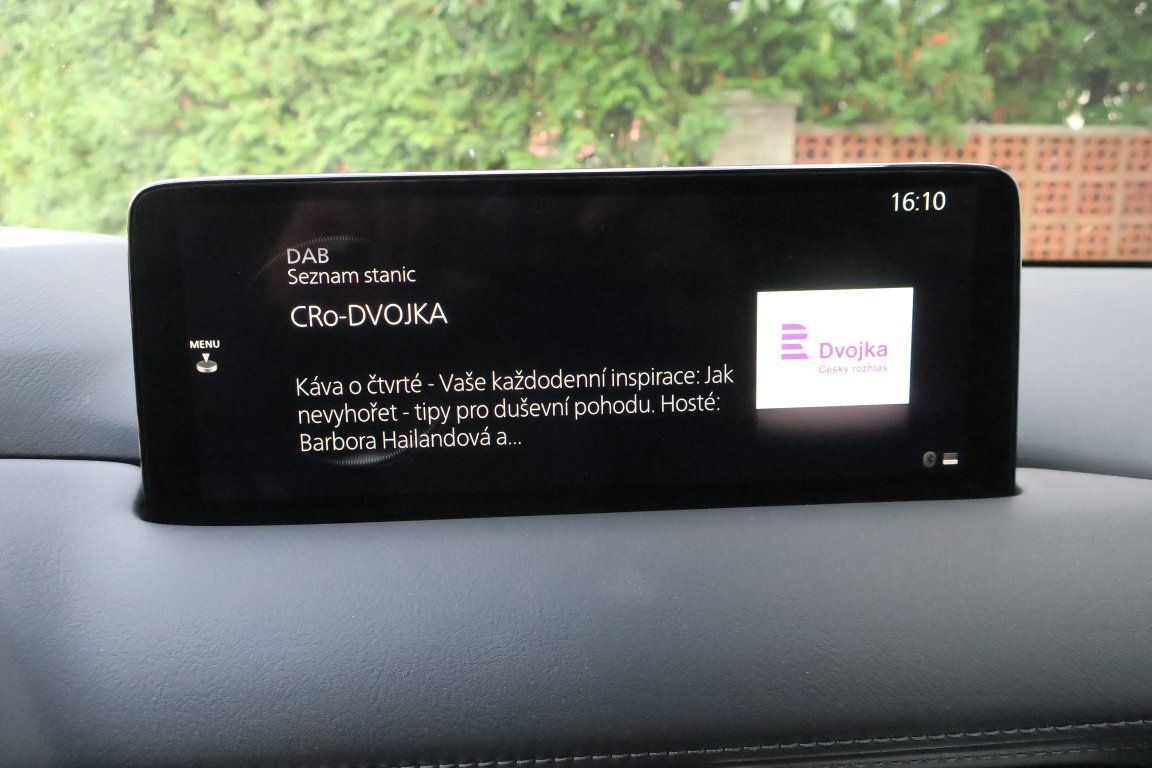 16:10
DAB
Seznam stanic
CRo-DVOJKA
MENU
Káva o čtvrté - Vaše každodenní inspirace: Jak
nevyhořet - tipy pro duševní pohodu. Hosté:
Barbora Hailandová a...
Dvojka
Český rozhlas